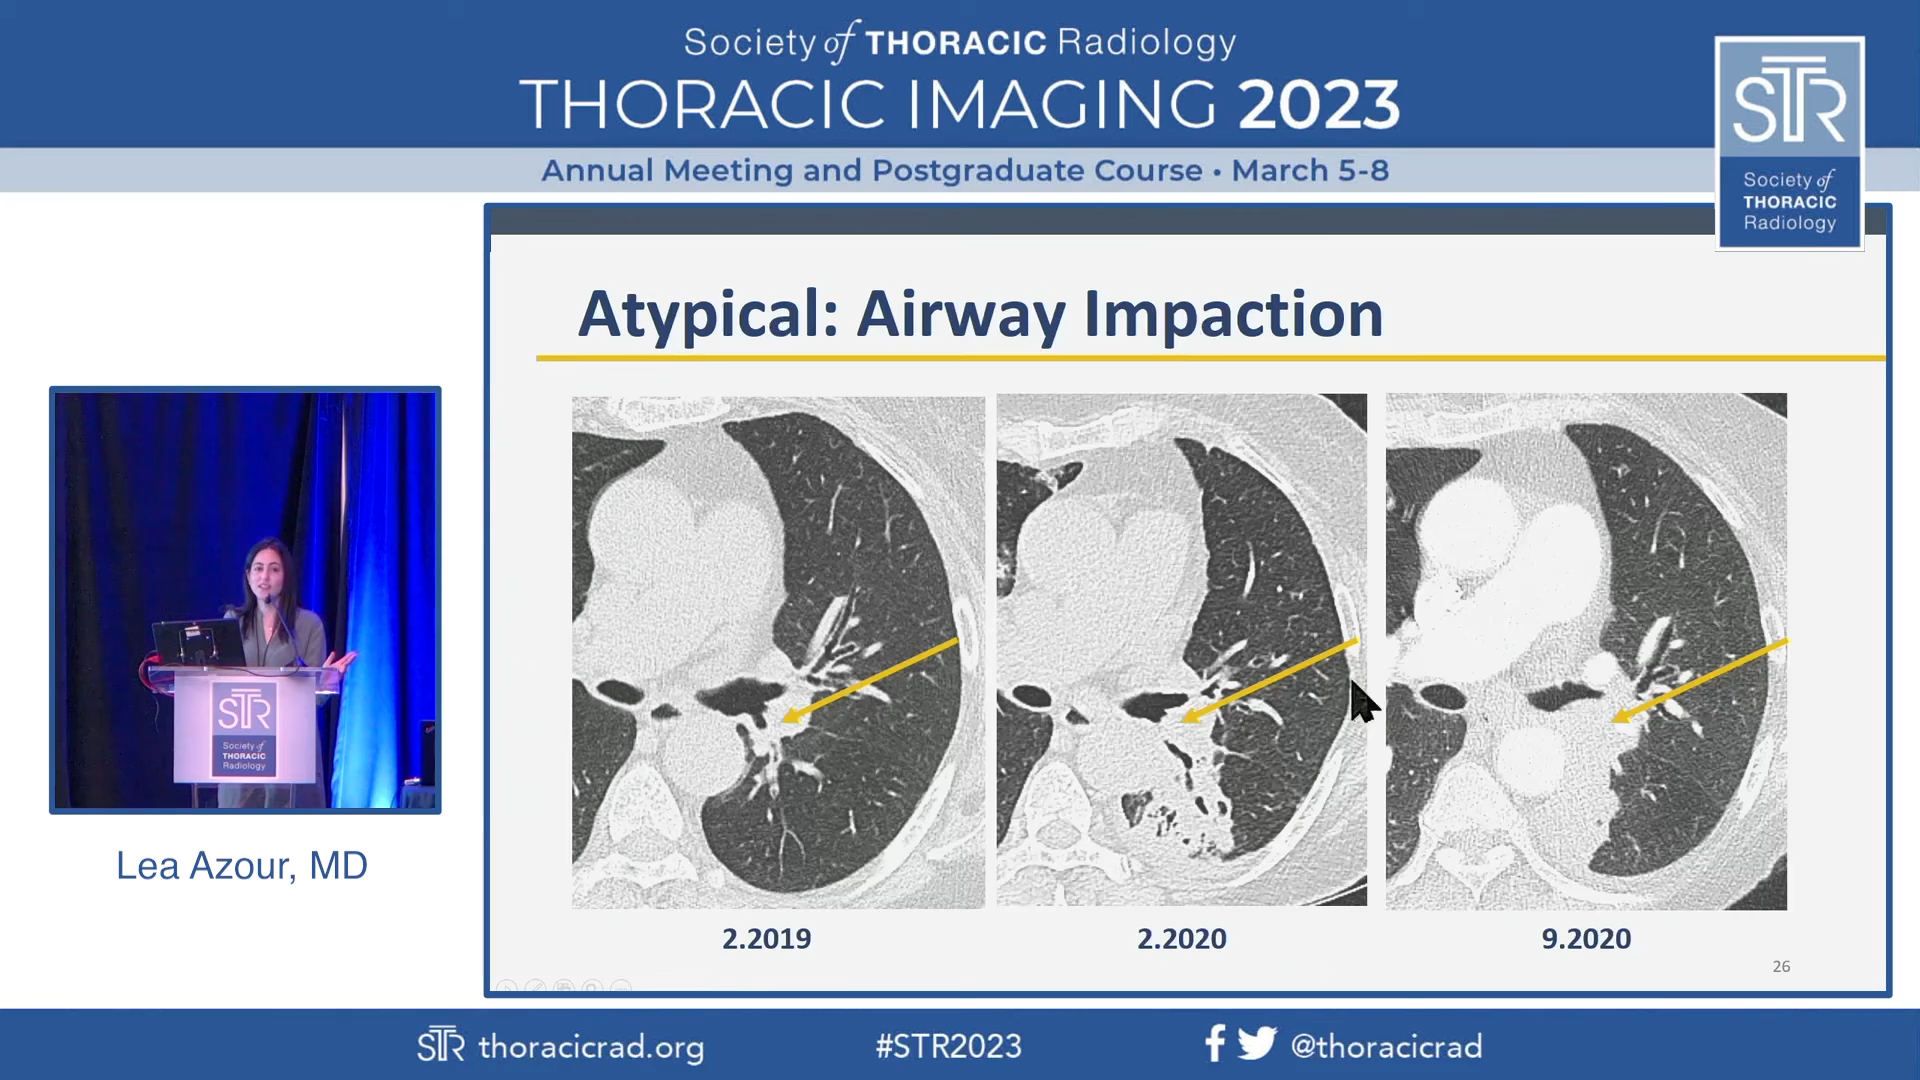 Society of THORACIC Radiology
THORACIC IMAGING 2023
Annual Meeting and Postgraduate Course • March 5-8
STR
Society of
THORACIC
Radiology
Atypical: Airway Impaction
2.2019
2.2020
9.2020
26
STR
Society of
THORACIC
Radiology
Lea Azour, MD
STR thoracicrad.org
#STR2023
@thoracicrad